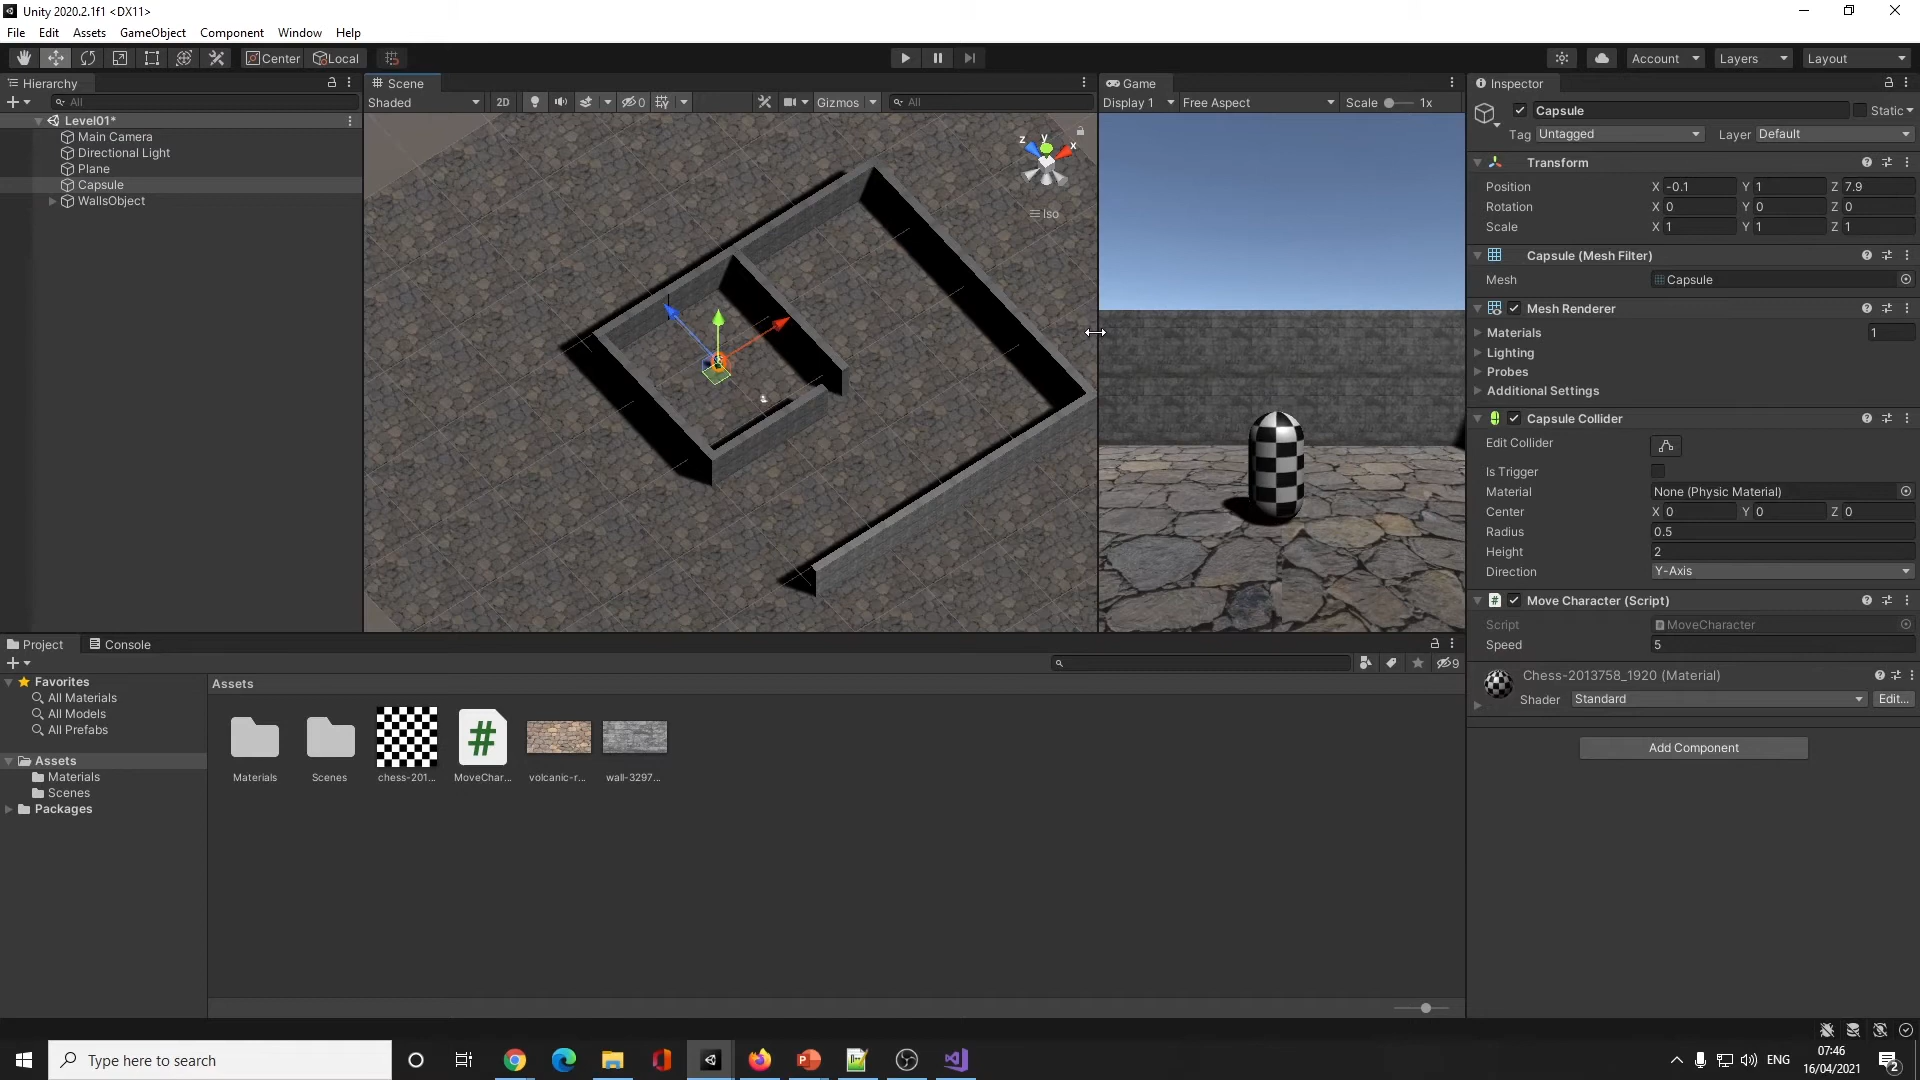 Unity 2020.2.1f1 <DX11>
File Edit Assets GameObject Component Window Help
Center Local Account Layers Layout
Hierarchy
All
Level01*
Main Camera
Directional Light
Plane
Capsule
WallsObject
Scene
Shaded 2D 0 Gizmos All
y
z x
Iso
Game
Display 1 Free Aspect Scale 1x
Inspector
Capsule Static
Tag Untagged Layer Default
Transform
Position X -0.1 Y 1 Z 7.9
Rotation X 0 Y 0 Z 0
Scale X 1 Y 1 Z 1
Capsule (Mesh Filter)
Mesh Capsule
Mesh Renderer
Materials 1
Lighting
Probes
Additional Settings
Capsule Collider
Edit Collider
Is Trigger
Material None (Physic Material)
Center X 0 Y 0 Z 0
Radius 0.5
Height 2
Direction Y-Axis
# Move Character (Script)
Script MoveCharacter
Speed 5
Chess-2013758_1920 (Material)
Shader Standard Edit...
Add Component
Project Console
9
Favorites
All Materials
All Models
All Prefabs
Assets
Materials
Scenes
Packages
Assets
#
Materials Scenes chess-201... MoveChar... volcanic-r... wall-3297...
Type here to search
ENG
07:46
16/04/2021
2